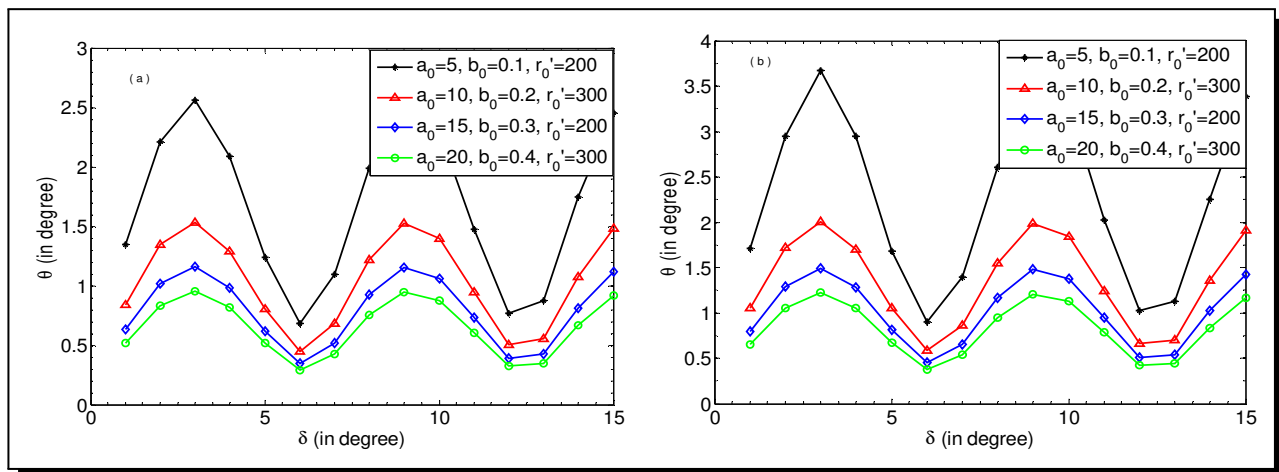 ( a )
a0=5, b0=0.1, r0'=200
a0=10, b0=0.2, r0'=300
a0=15, b0=0.3, r0'=200
a0=20, b0=0.4, r0'=300
3
2.5
2
1.5
1
0.5
0
θ (in degree)
0 5 10 15
δ (in degree)
( b )
a0=5, b0=0.1, r0'=200
a0=10, b0=0.2, r0'=300
a0=15, b0=0.3, r0'=200
a0=20, b0=0.4, r0'=300
4
3.5
3
2.5
2
1.5
1
0.5
0
θ (in degree)
0 5 10 15
δ (in degree)